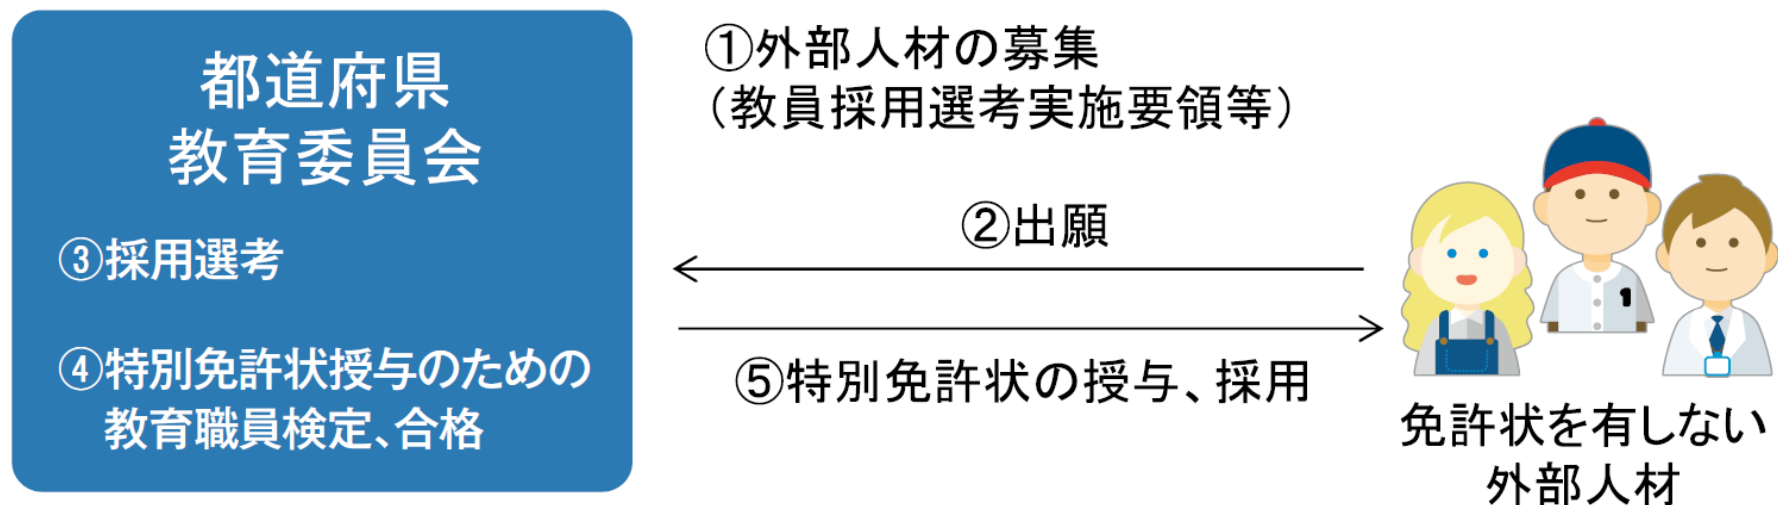 都道府県
教育委員会
③採用選考
④特別免許状授与のための
教育職員検定、合格
①外部人材の募集
（教員採用選考実施要領等）
②出願
⑤特別免許状の授与、採用
1
免許状を有しない
外部人材